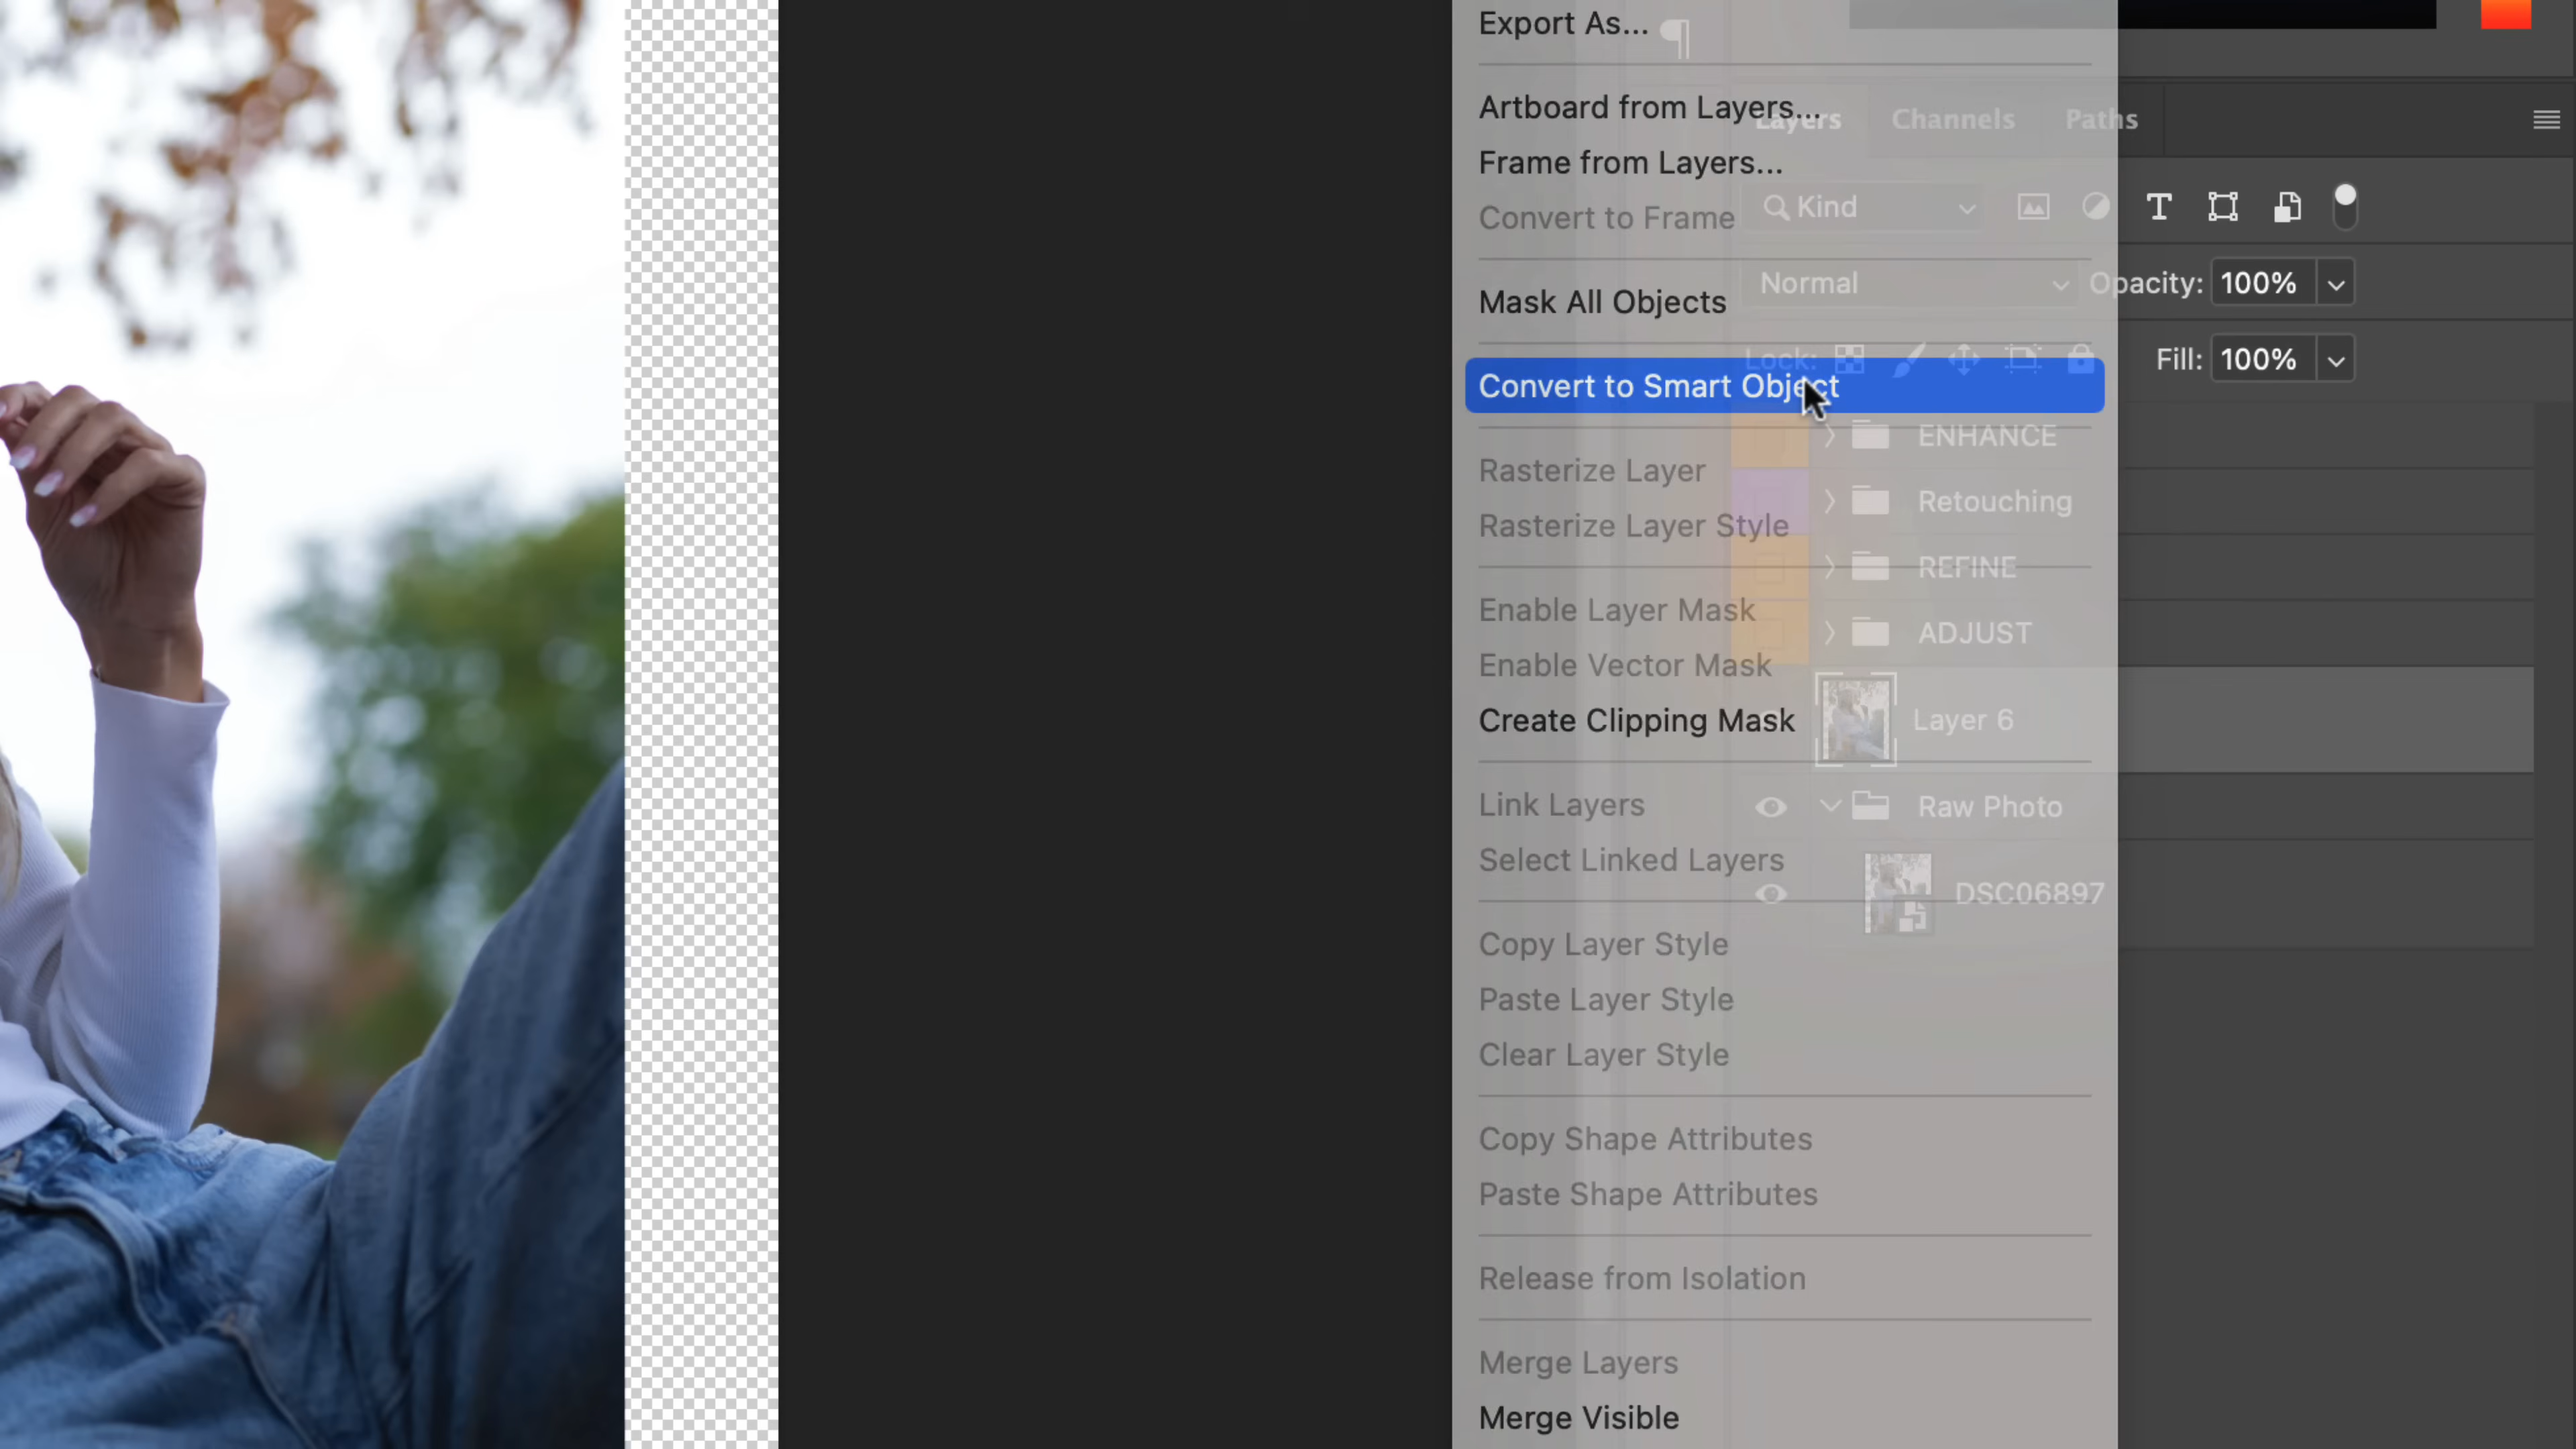 Export As...
Artboard from Layers...
Layers Channels Paths
Frame from Layers...
Convert to Frame
Kind
T
Mask All Objects
Normal Opacity: 100%
Lock: Fill: 100%
Convert to Smart Object
ENHANCE
Rasterize Layer
Retouching
Rasterize Layer Style
REFINE
Enable Layer Mask
ADJUST
Enable Vector Mask
Create Clipping Mask
Layer 6
Link Layers
Raw Photo
Select Linked Layers
DSC06897
Copy Layer Style
Paste Layer Style
Clear Layer Style
Copy Shape Attributes
Paste Shape Attributes
Release from Isolation
Merge Layers
Merge Visible